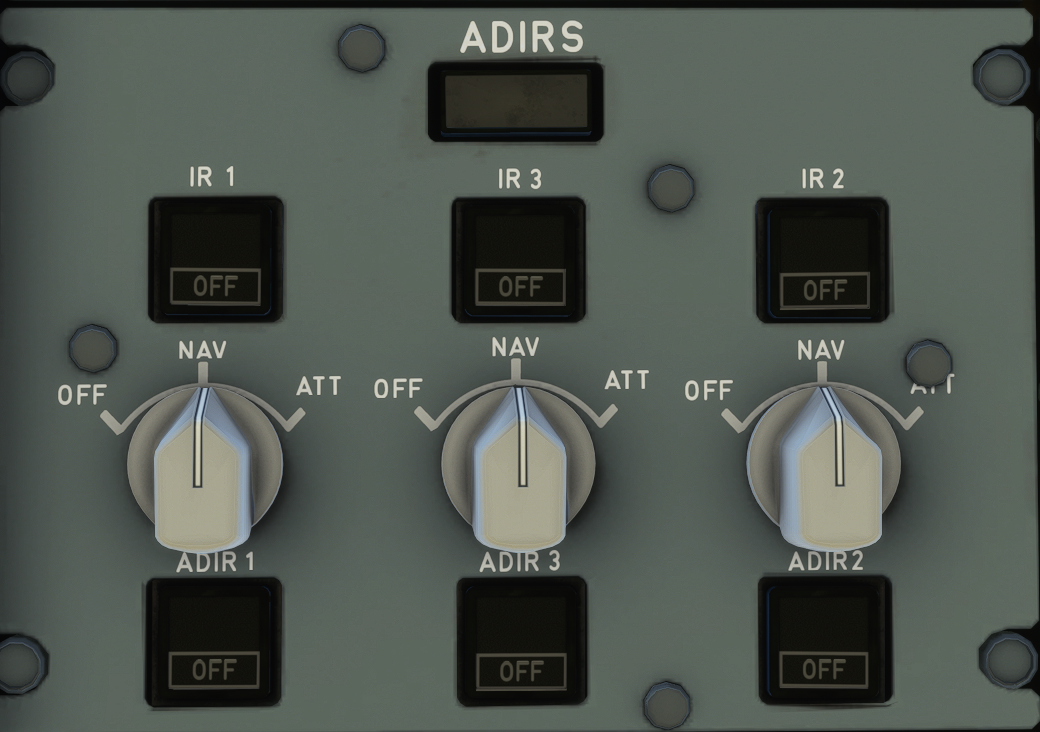 ADIRS
IR 1 IR 3 IR 2
OFF OFF OFF
NAV NAV NAV
OFF ATT OFF ATT OFF ATT
ADIR 1 ADIR 3 ADIR 2
OFF OFF OFF